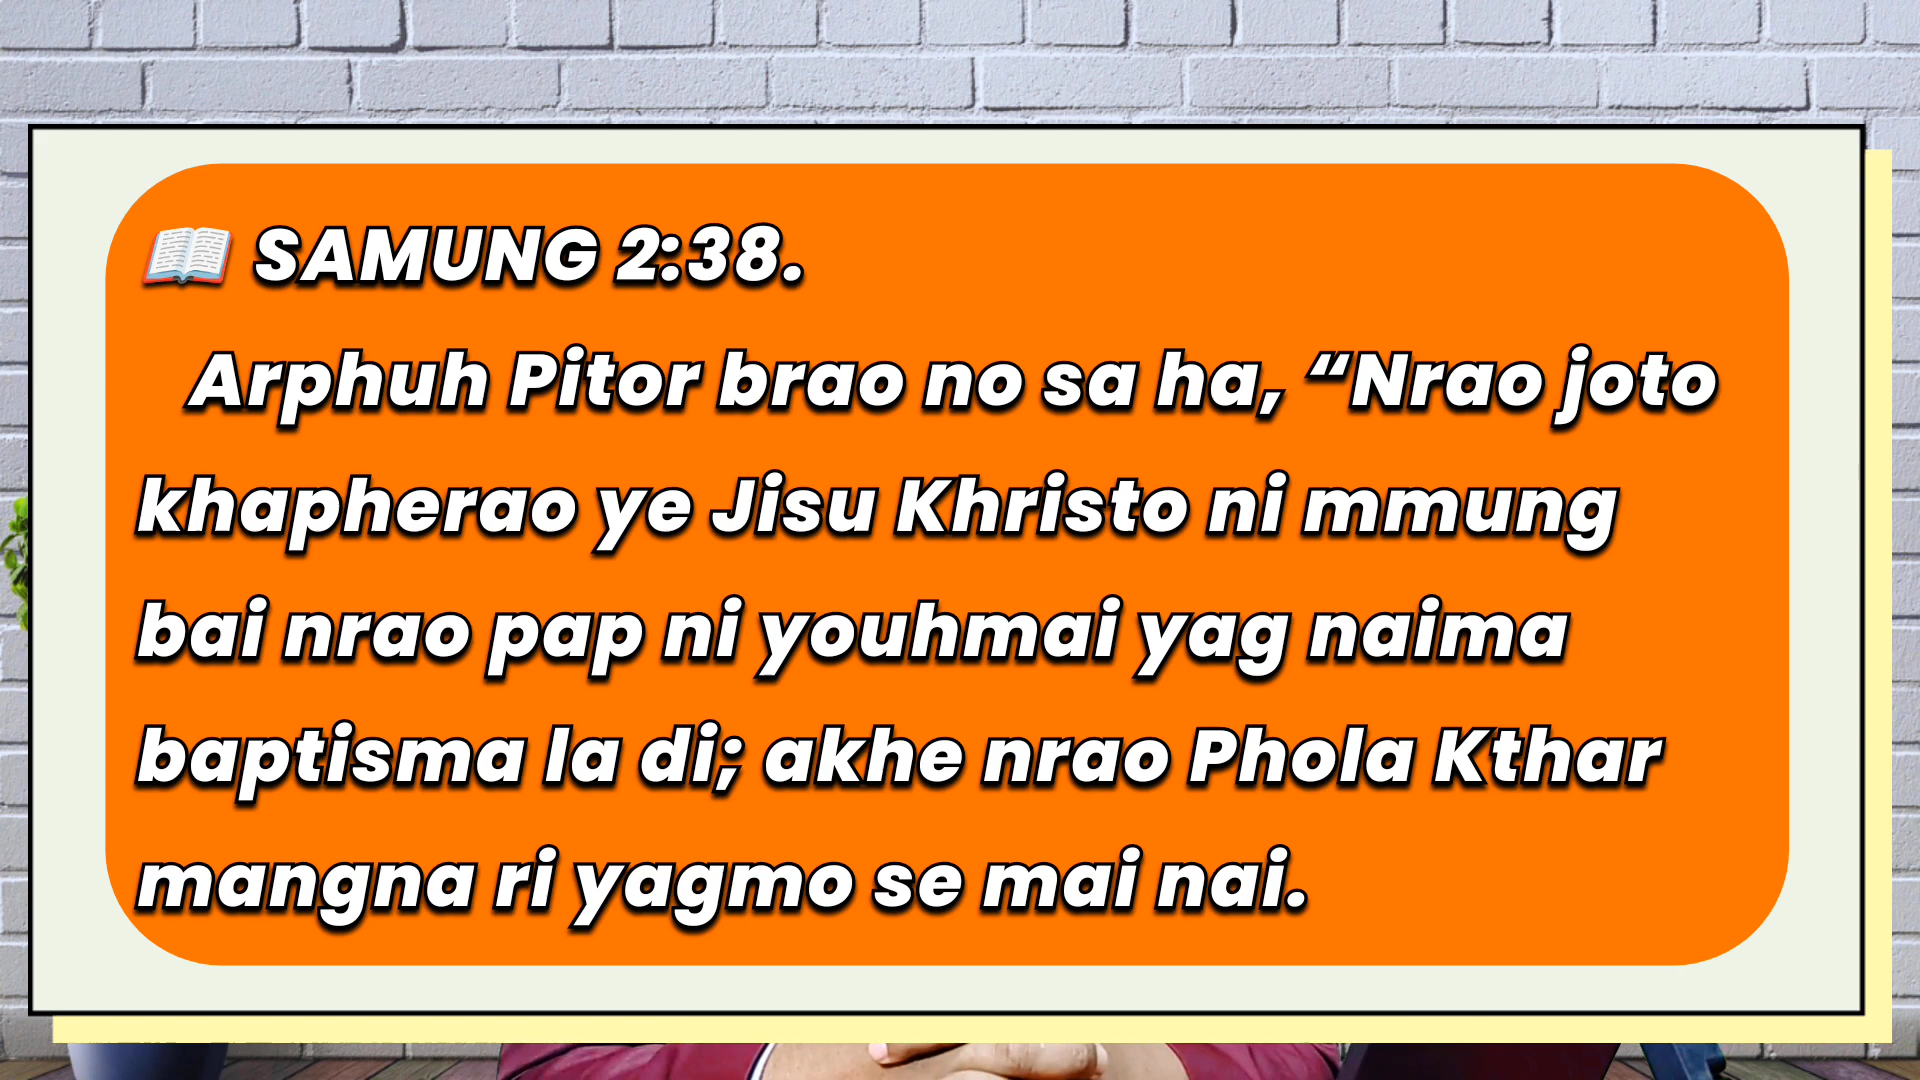 📖 SAMUNG 2:38.
Arphuh Pitor brao no sa ha, “Nrao joto
khapherao ye Jisu Khristo ni mmung
bai nrao pap ni youhmai yag naima
baptisma la di; akhe nrao Phola Kthar
mangna ri yagmo se mai nai.